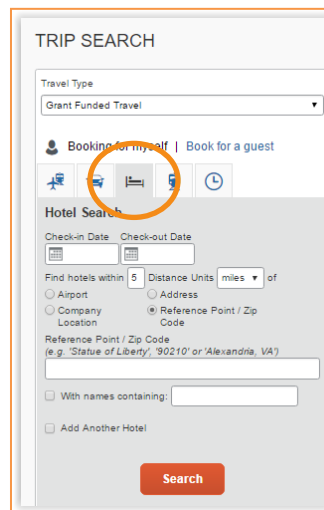 TRIP SEARCH
Travel Type
Grant Funded Travel
Booking for myself | Book for a guest
Hotel Search
Check-in Date Check-out Date
Find hotels within 5 Distance Units miles of
Airport Address
Company Location Reference Point / Zip Code
Reference Point / Zip Code
(e.g. 'Statue of Liberty', '90210' or 'Alexandria, VA')
With names containing:
Add Another Hotel
Search